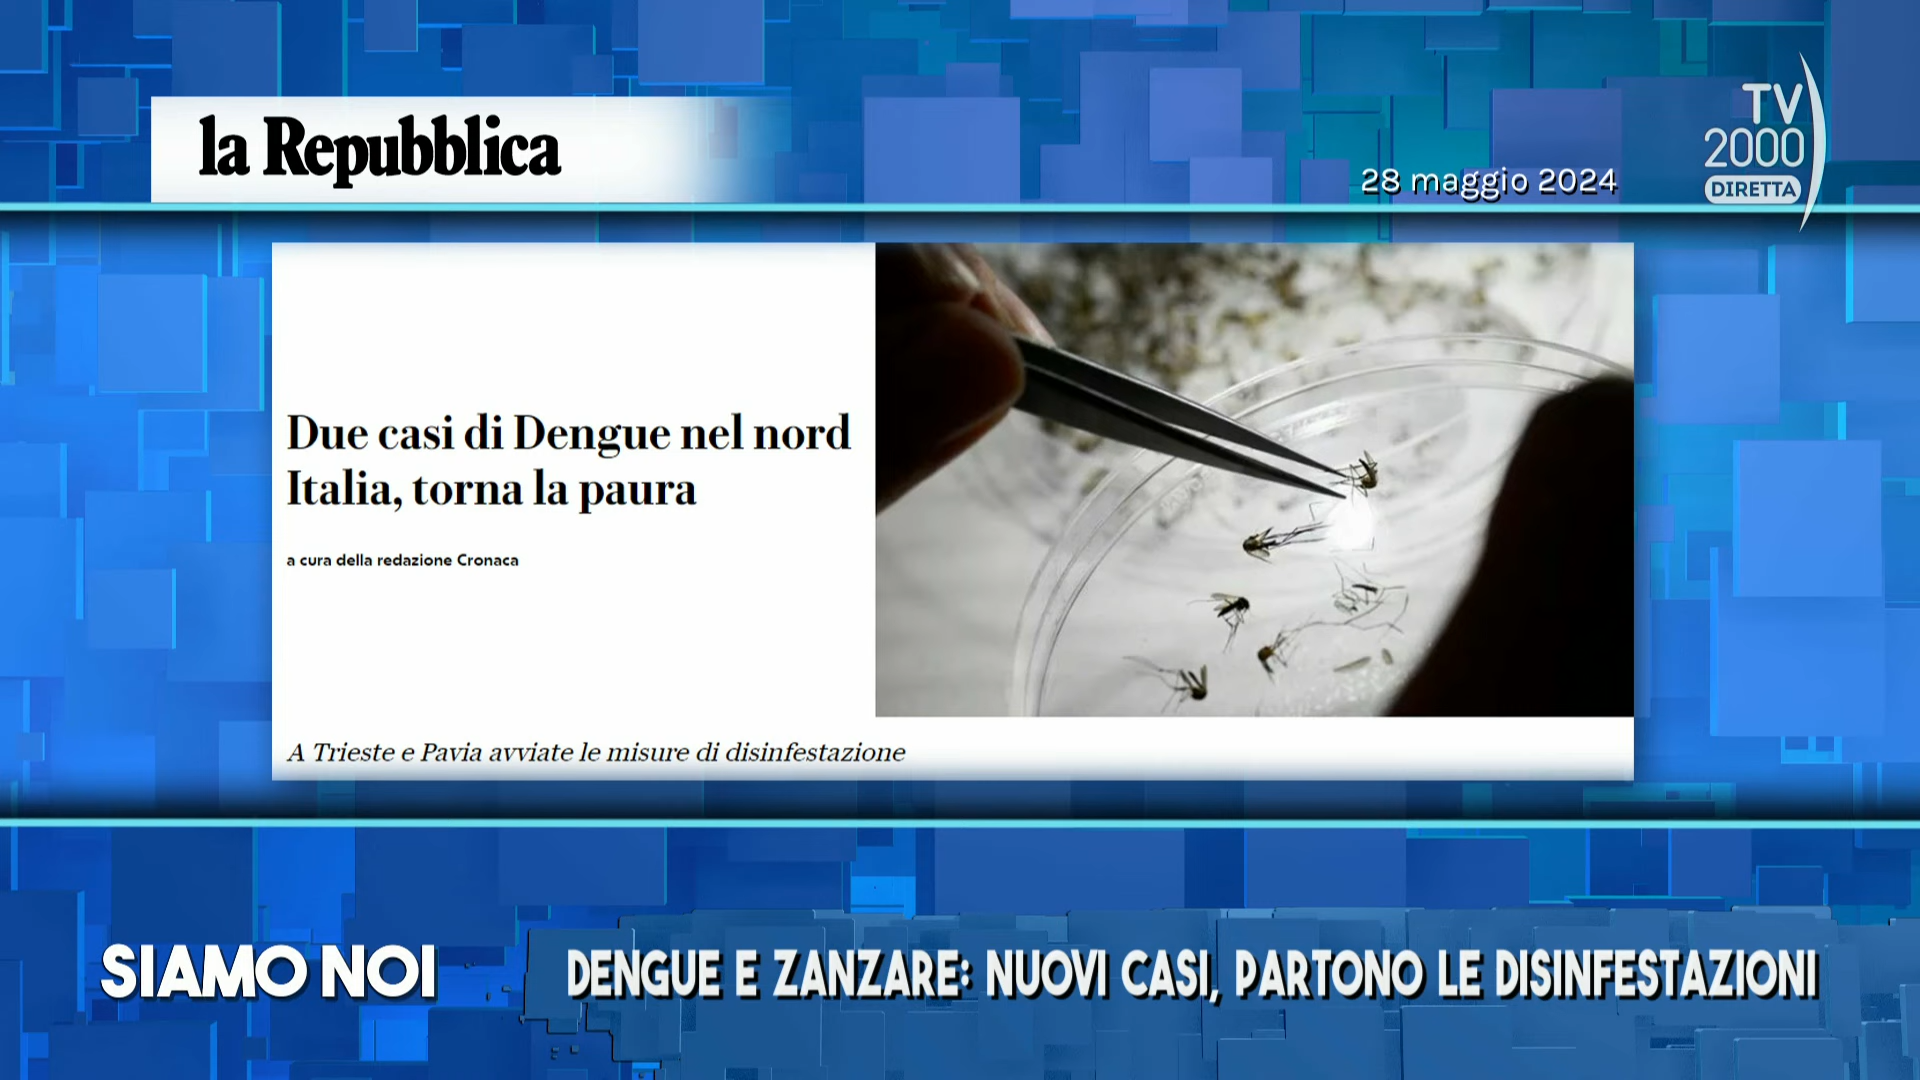 la Repubblica
28 maggio 2024
TV
2000
DIRETTA
Due casi di Dengue nel nord
Italia, torna la paura
a cura della redazione Cronaca
A Trieste e Pavia avviate le misure di disinfestazione
SIAMO NOI
DENGUE E ZANZARE: NUOVI CASI, PARTONO LE DISINFESTAZIONI